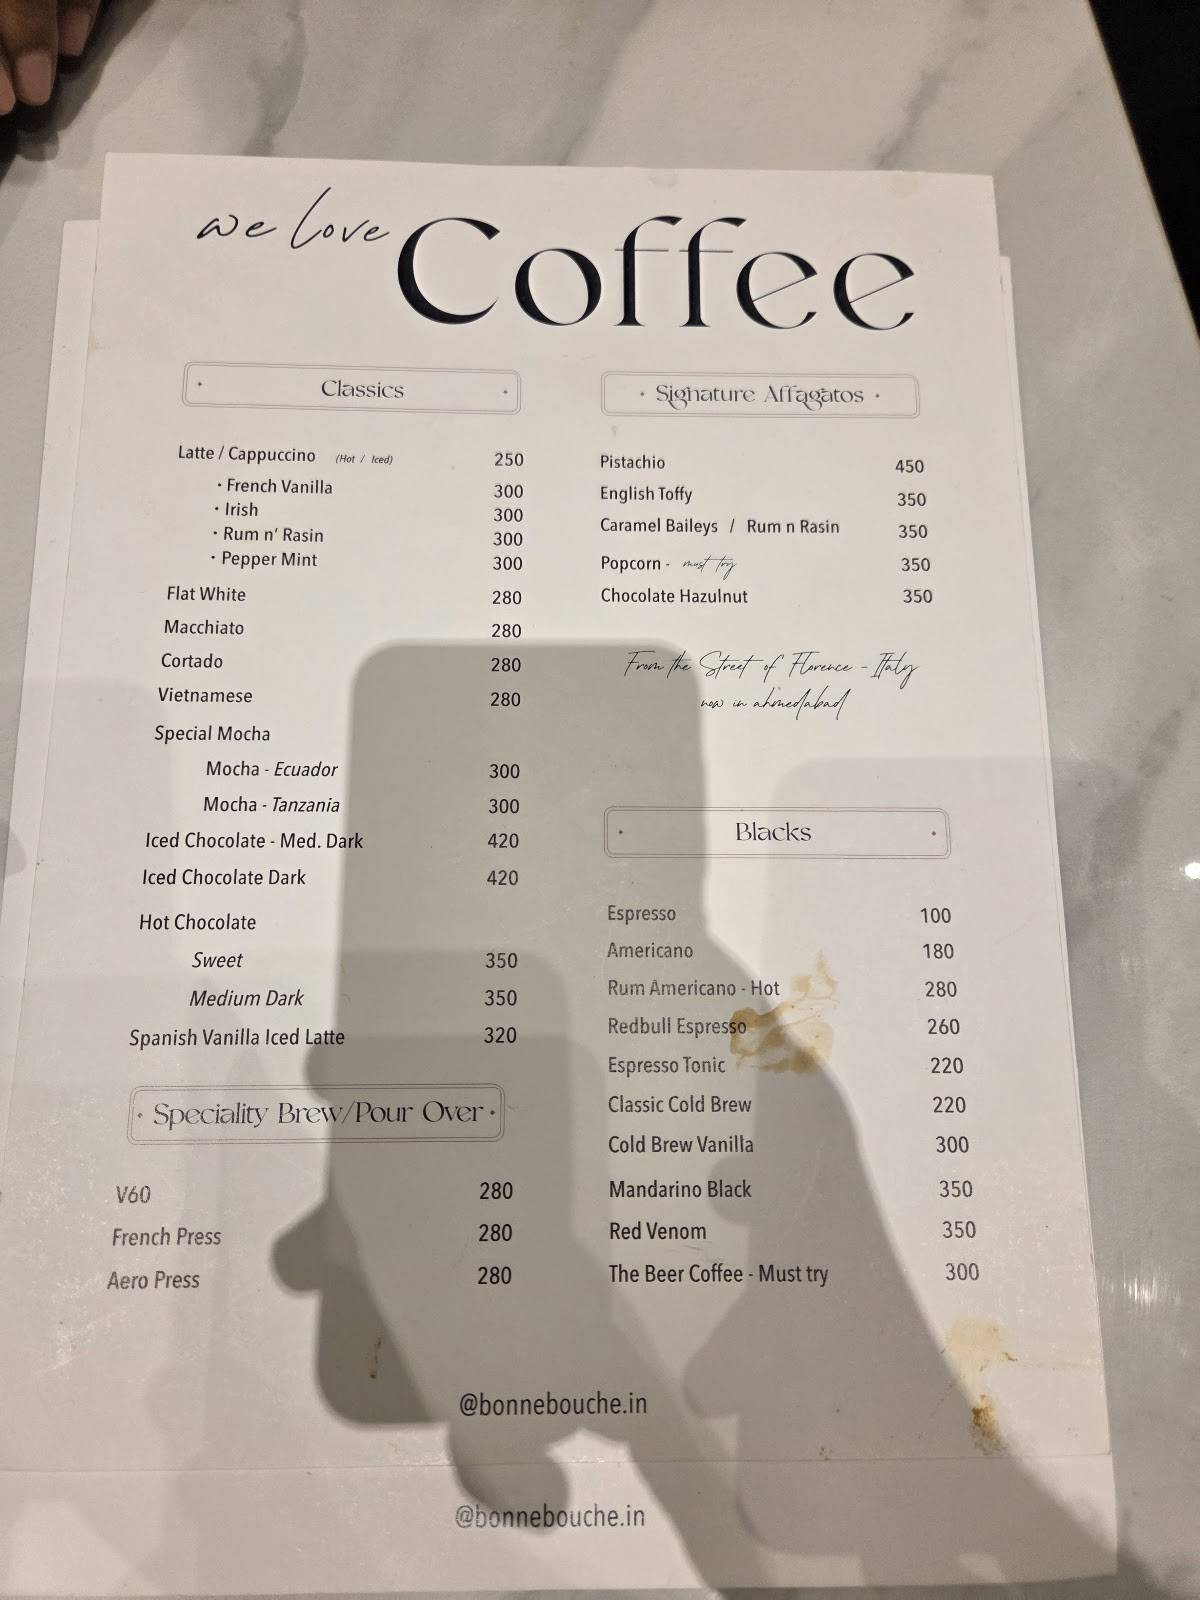 we love Coffee
Classics
Latte / Cappuccino (Hot / Iced) 250
• French Vanilla 300
• Irish 300
• Rum n' Rasin 300
• Pepper Mint 300
Flat White 280
Macchiato 280
Cortado 280
Vietnamese 280
Special Mocha
Mocha - Ecuador 300
Mocha - Tanzania 300
Iced Chocolate - Med. Dark 420
Iced Chocolate Dark 420
Hot Chocolate
Sweet 350
Medium Dark 350
Spanish Vanilla Iced Latte 320
Speciality Brew/Pour Over
V60 280
French Press 280
Aero Press 280
Signature Affagatos
Pistachio 450
English Toffy 350
Caramel Baileys / Rum n Rasin 350
Popcorn - must try 350
Chocolate Hazulnut 350
From the Street of Florence - Italy
now in ahmedabad
Blacks
Espresso 100
Americano 180
Rum Americano - Hot 280
Redbull Espresso 260
Espresso Tonic 220
Classic Cold Brew 220
Cold Brew Vanilla 300
Mandarino Black 350
Red Venom 350
The Beer Coffee - Must try 300
@bonnebouche.in
@bonnebouche.in